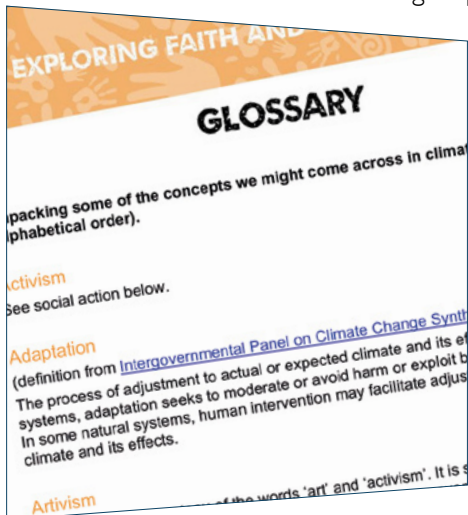 EXPLORING FAITH AND
GLOSSARY
packing some of the concepts we might come across in climat
phabetical order).
ctivism
See social action below.
Adaptation
(definition from Intergovernmental Panel on Climate Change Synth
The process of adjustment to actual or expected climate and its ef
systems, adaptation seeks to moderate or avoid harm or exploit b
In some natural systems, human intervention may facilitate adjus
climate and its effects.
Artivism
of the words 'art' and 'activism'. It is s